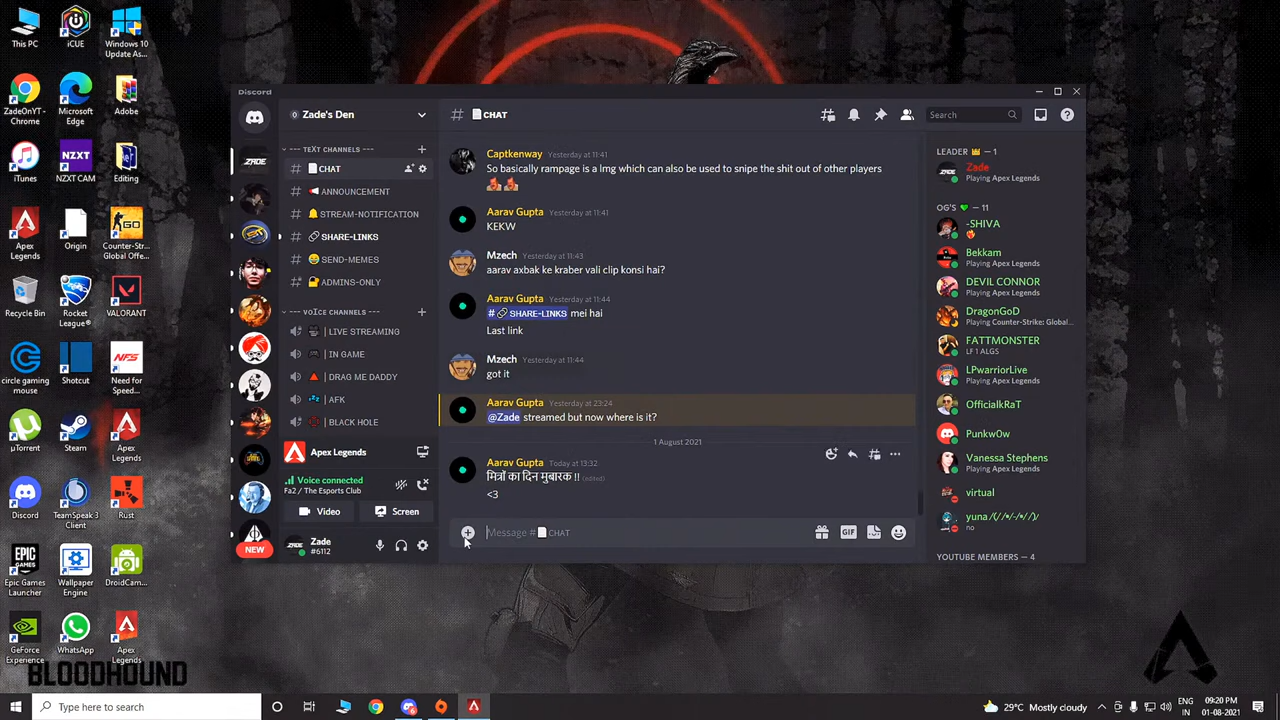 This PC
iCUE
Windows 10
Update As...
ZadeOnYT -
Chrome
Microsoft
Edge
Adobe
iTunes
NZXT
NZXT CAM
Editing
Apex
Legends
Origin
Counter-Str...
Global Offe...
Recycle Bin
Rocket
League®
VALORANT
circle gaming
mouse
Shotcut
NFS
Need for
Speed...
µTorrent
Steam
Apex
Legends
Discord
TeamSpeak 3
Client
Rust
EPIC
GAMES
Epic Games
Launcher
Wallpaper
Engine
DroidCam...
GeForce
Experience
WhatsApp
Apex
Legends
BLOODHOUND
Discord
Zade's Den
TEXT CHANNELS ---
CHAT
ANNOUNCEMENT
STREAM-NOTIFICATION
SHARE-LINKS
SEND-MEMES
ADMINS-ONLY
VOICE CHANNELS ---
| LIVE STREAMING
| IN GAME
| DRAG ME DADDY
| AFK
| BLACK HOLE
NEW
Apex Legends
Voice connected
Fa2 / The Esports Club
Video
Screen
Zade
#6112
# CHAT
Search
Captkenway Yesterday at 11:41
So basically rampage is a lmg which can also be used to snipe the shit out of other players
Aarav Gupta Yesterday at 11:41
KEKW
Mzech Yesterday at 11:43
aarav axbak ke kraber vali clip konsi hai?
Aarav Gupta Yesterday at 11:44
# SHARE-LINKS mei hai
Last link
Mzech Yesterday at 11:44
got it
Aarav Gupta Yesterday at 23:24
@Zade streamed but now where is it?
1 August 2021
Aarav Gupta Today at 13:32
मित्रों का दिन मुबारक !! (edited)
<3
Message # CHAT
GIF
LEADER — 1
Zade
Playing Apex Legends
OG'S — 11
-SHIVA
Bekkam
Playing Apex Legends
DEVIL CONNOR
Playing Apex Legends
DragonGoD
Playing Counter-Strike: Global...
FATTMONSTER
LF 1 ALGS
LPwarriorLive
Playing Apex Legends
OfficialkRaT
PunkwOw
Vanessa Stephens
Playing Apex Legends
virtual
yuna /(/ /•/-/•/ /)/
no
YOUTUBE MEMBERS — 4
Type here to search
29°C Mostly cloudy
ENG
IN
09:20 PM
01-08-2021